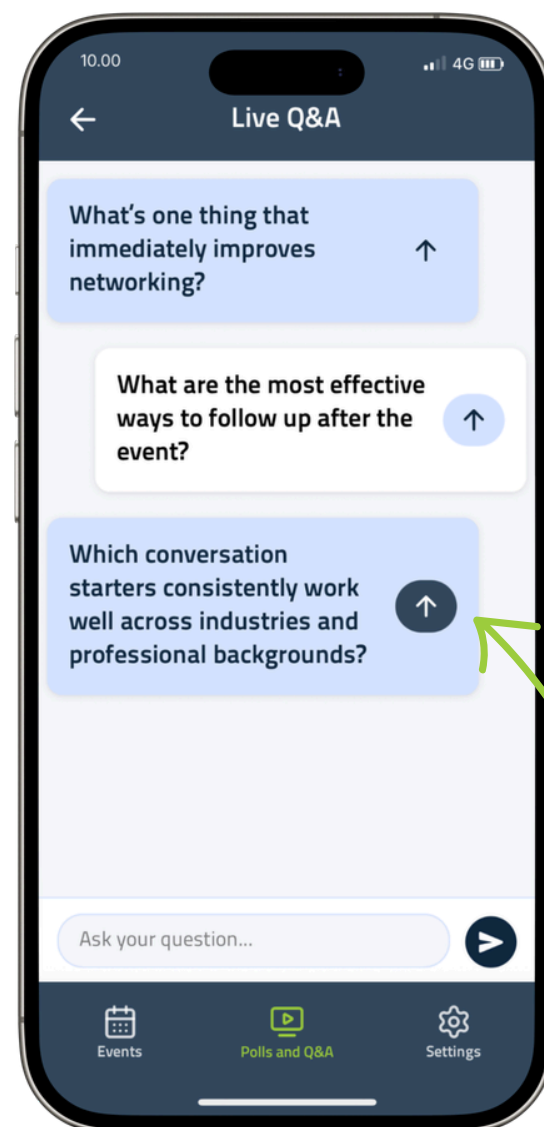 10.00
4G
Live Q&A
What's one thing that
immediately improves
networking?
What are the most effective
ways to follow up after the
event?
Which conversation
starters consistently work
well across industries and
professional backgrounds?
Ask your question...
Events
Polls and Q&A
Settings